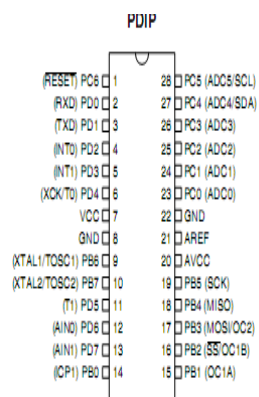 PDIP
(RESET) PC6 1 28 PC5 (ADC5/SCL)
(RXD) PD0 2 27 PC4 (ADC4/SDA)
(TXD) PD1 3 26 PC3 (ADC3)
(INT0) PD2 4 25 PC2 (ADC2)
(INT1) PD3 5 24 PC1 (ADC1)
(XCK/T0) PD4 6 23 PC0 (ADC0)
VCC 7 22 GND
GND 8 21 AREF
(XTAL1/TOSC1) PB6 9 20 AVCC
(XTAL2/TOSC2) PB7 10 19 PB5 (SCK)
(T1) PD5 11 18 PB4 (MISO)
(AIN0) PD6 12 17 PB3 (MOSI/OC2)
(AIN1) PD7 13 16 PB2 (SS/OC1B)
(ICP1) PB0 14 15 PB1 (OC1A)